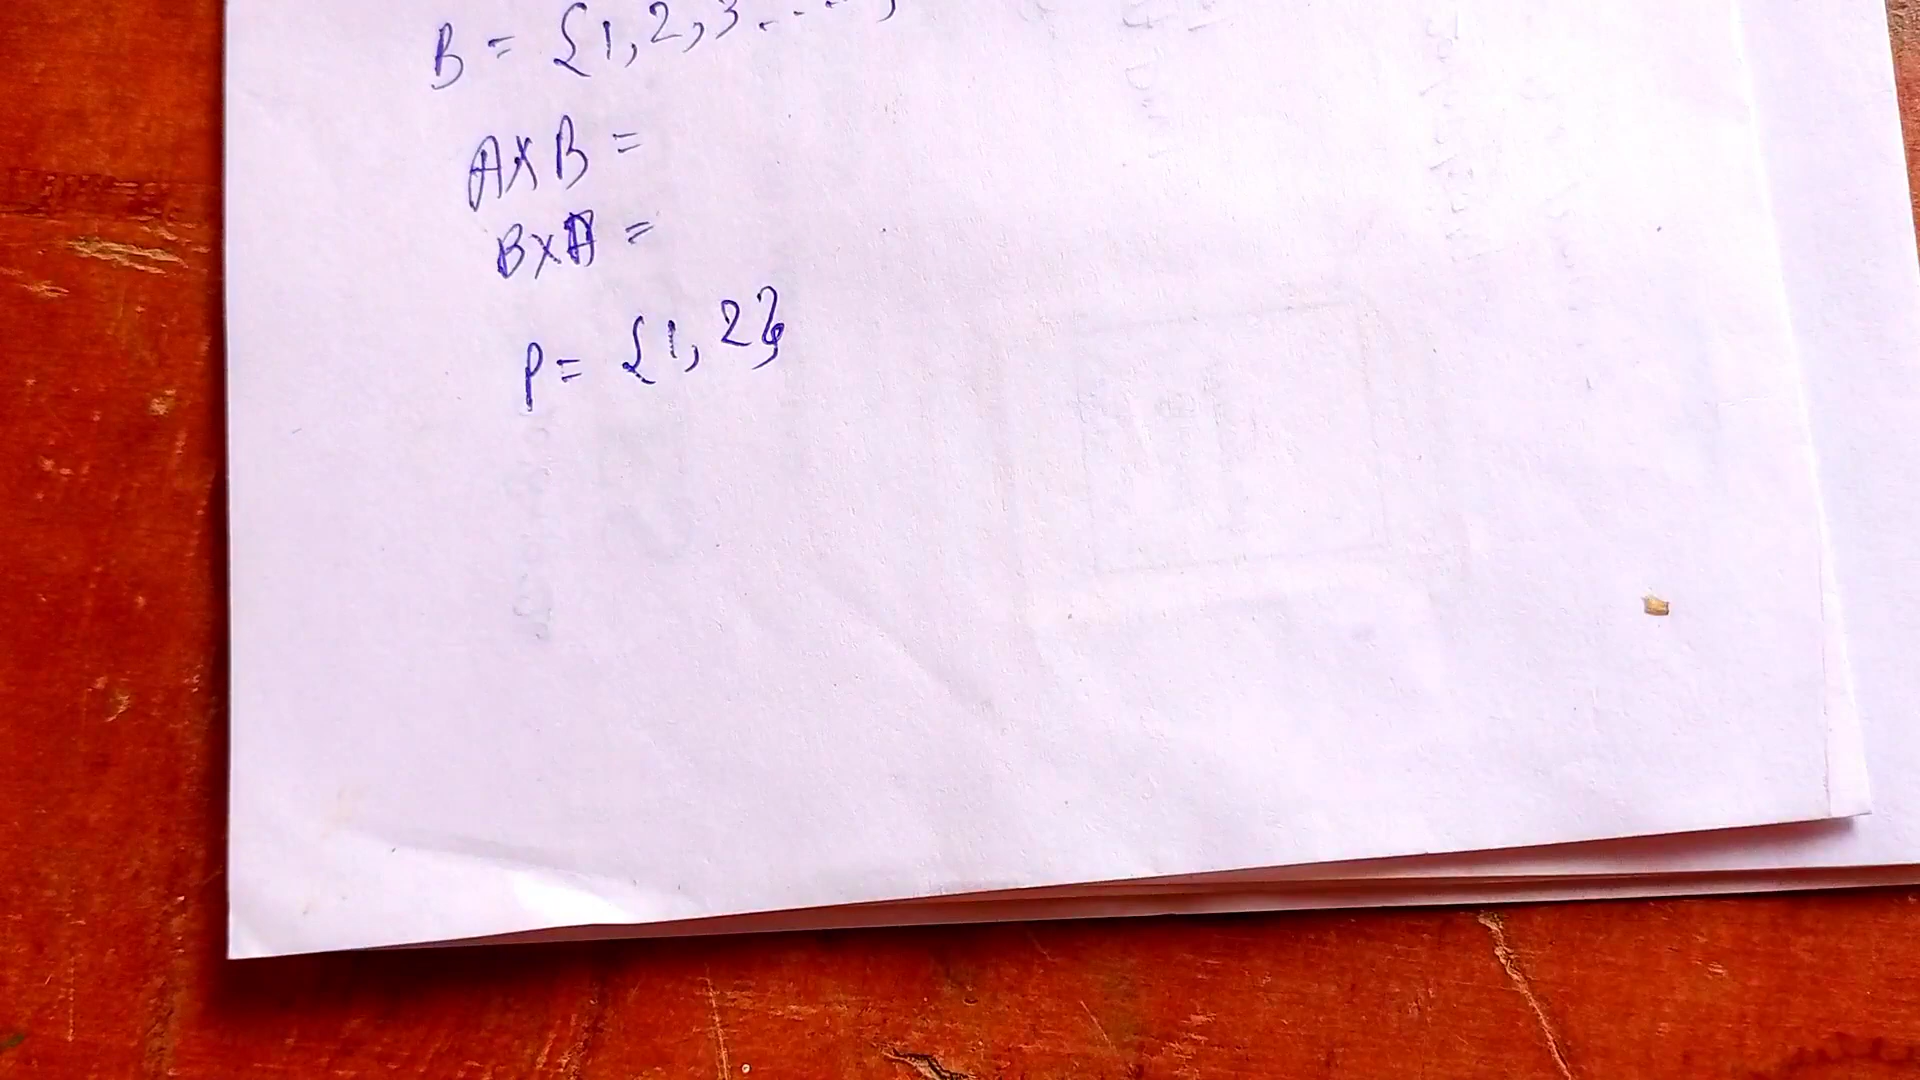 B = {1, 2, 3 . . . .
A X B =
B X A =
P = {1, 2}